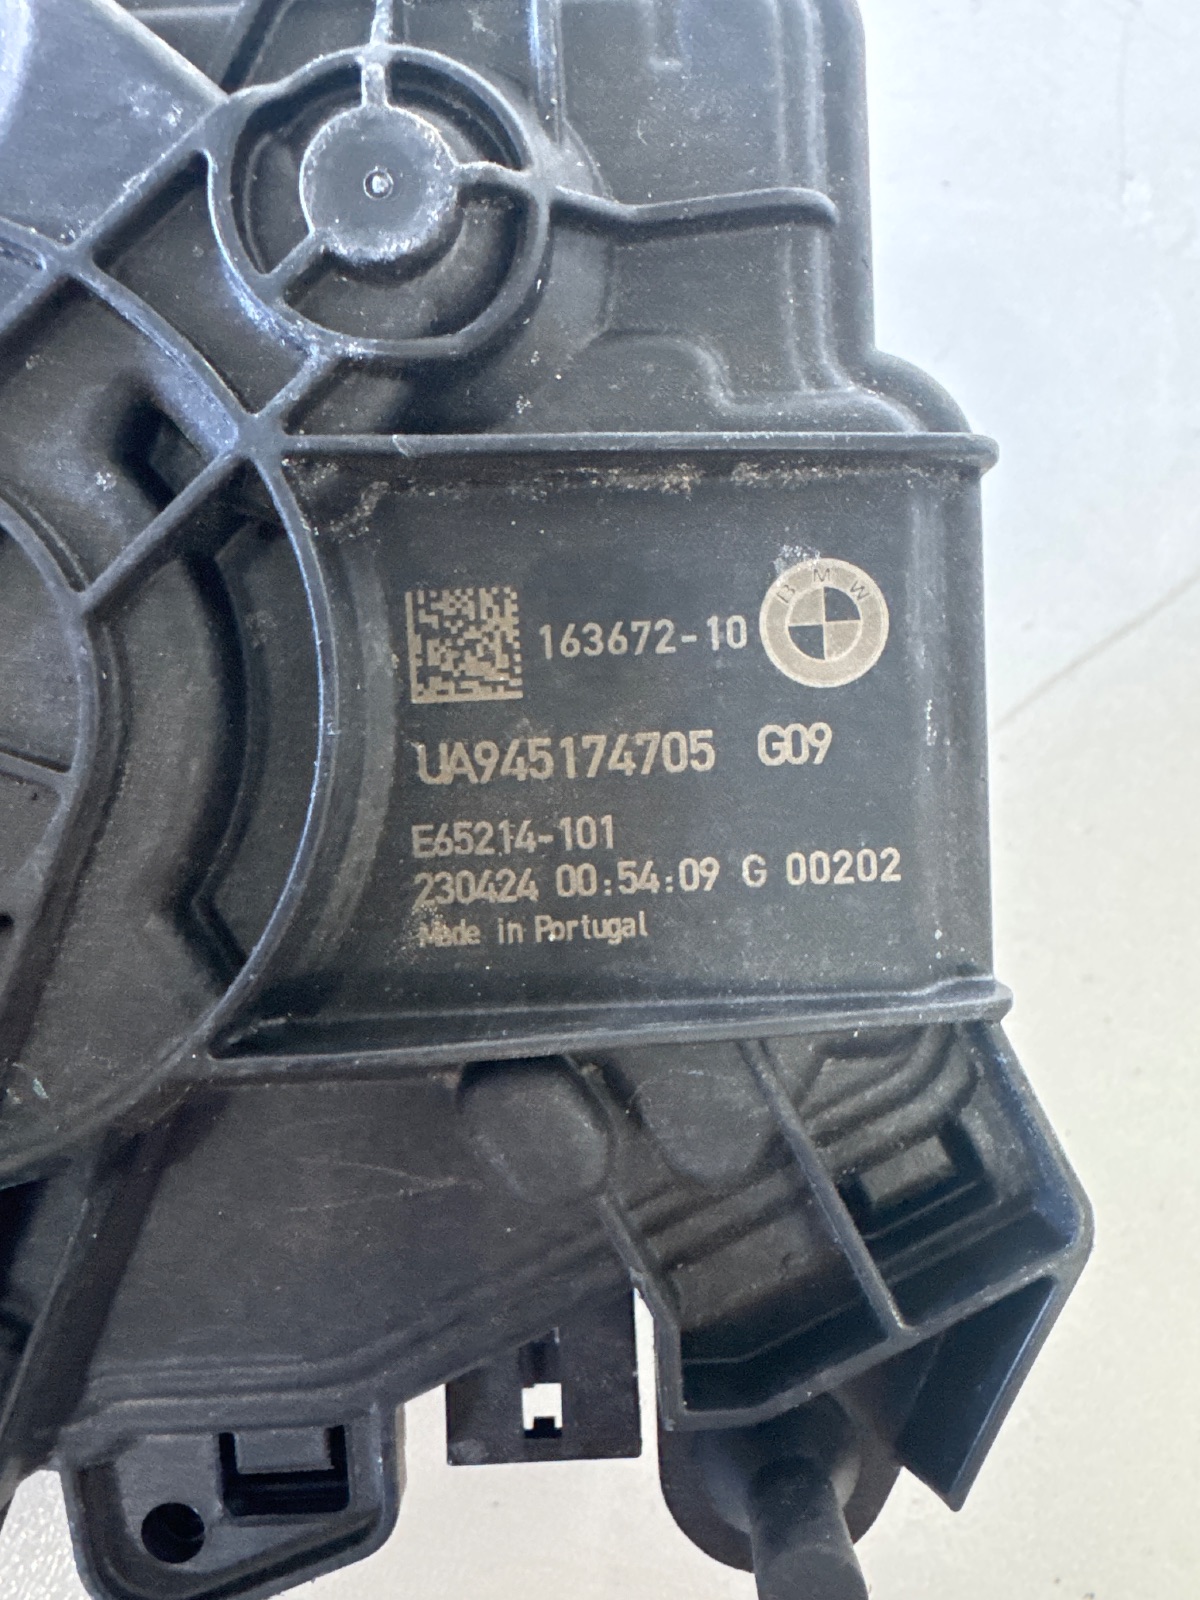 163672-10 BMW
UA945174705 G09
E65214-101
230424 00:54:09 G 00202
Made in Portugal